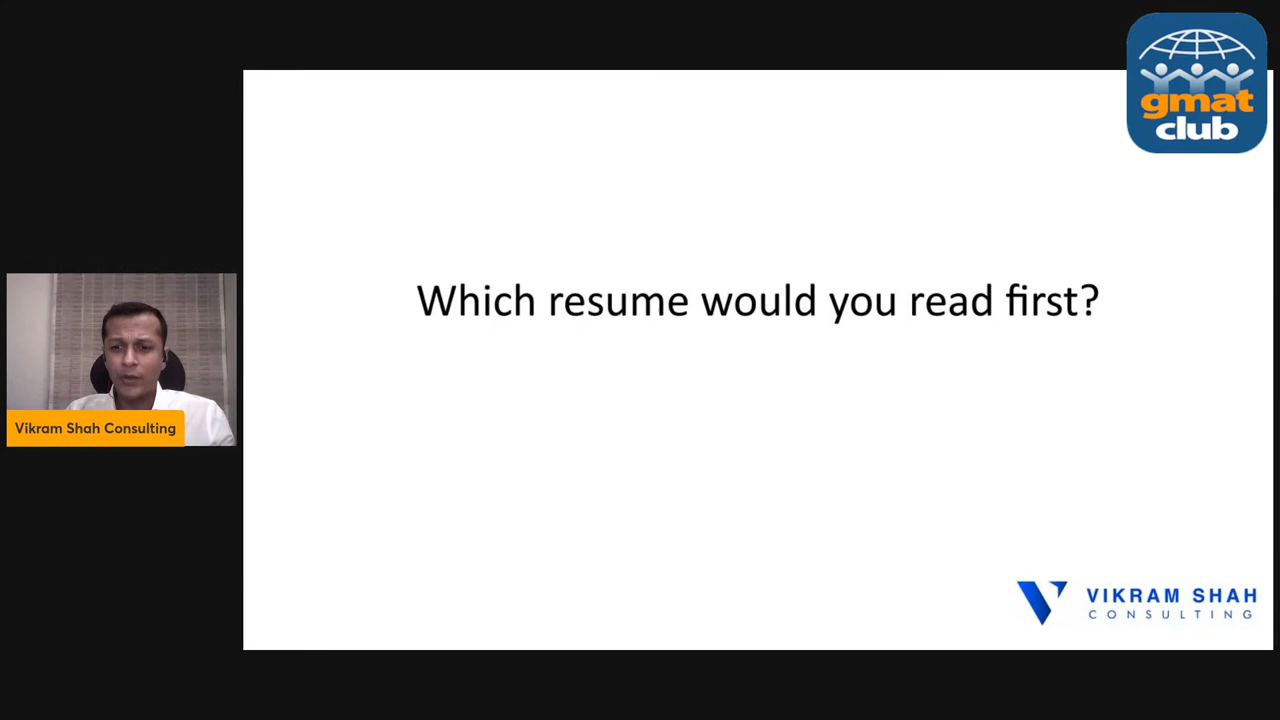 gmat
club
Which resume would you read first?
Vikram Shah Consulting
VIKRAM SHAH
CONSULTING